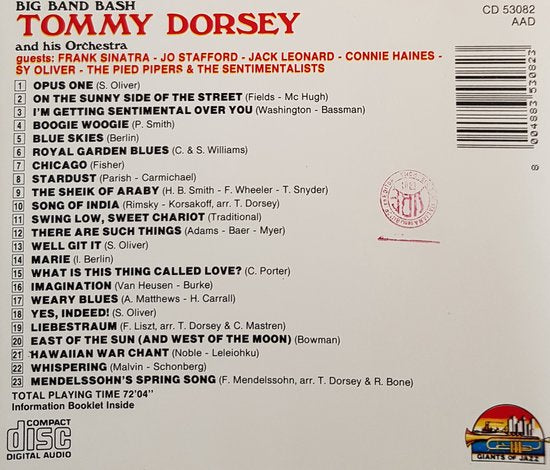 BIG BAND BASH
TOMMY DORSEY
and his Orchestra
guests: FRANK SINATRA - JO STAFFORD - JACK LEONARD - CONNIE HAINES -
SY OLIVER - THE PIED PIPERS & THE SENTIMENTALISTS
CD 53082
AAD
004883530823
1 OPUS ONE (S. Oliver)
2 ON THE SUNNY SIDE OF THE STREET (Fields - Mc Hugh)
3 I'M GETTING SENTIMENTAL OVER YOU (Washington - Bassman)
4 BOOGIE WOOGIE (P. Smith)
5 BLUE SKIES (Berlin)
6 ROYAL GARDEN BLUES (C. & S. Williams)
7 CHICAGO (Fisher)
8 STARDUST (Parish - Carmichael)
9 THE SHEIK OF ARABY (H. B. Smith - F. Wheeler - T. Snyder)
10 SONG OF INDIA (Rimsky - Korsakoff, arr. T. Dorsey)
11 SWING LOW, SWEET CHARIOT (Traditional)
12 THERE ARE SUCH THINGS (Adams - Baer - Myer)
13 WELL GIT IT (S. Oliver)
14 MARIE (I. Berlin)
15 WHAT IS THIS THING CALLED LOVE? (C. Porter)
16 IMAGINATION (Van Heusen - Burke)
17 WEARY BLUES (A. Matthews - H. Carroll)
18 YES, INDEED! (S. Oliver)
19 LIEBESTRAUM (F. Liszt, arr. T. Dorsey & C. Mastren)
20 EAST OF THE SUN (AND WEST OF THE MOON) (Bowman)
21 HAWAIIAN WAR CHANT (Noble - Leleiohku)
22 WHISPERING (Malvin - Schonberg)
23 MENDELSSOHN'S SPRING SONG (F. Mendelssohn, arr. T. Dorsey & R. Bone)
TOTAL PLAYING TIME 72'04"
Information Booklet Inside
COMPACT
disc
DIGITAL AUDIO
GIANTS OF JAZZ